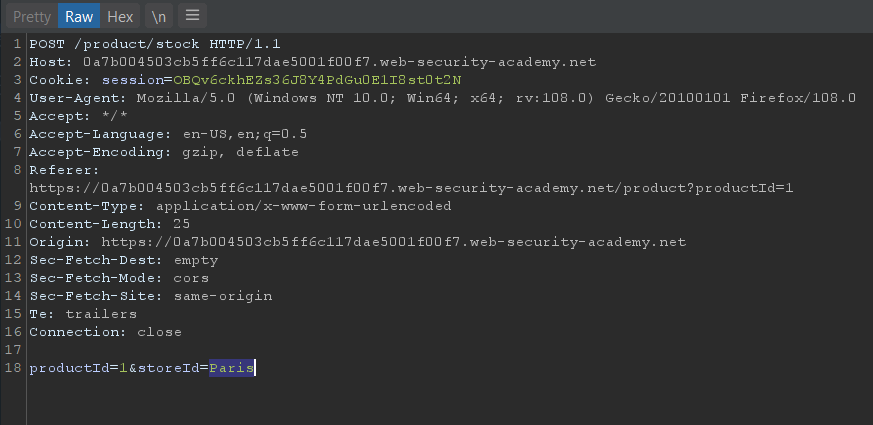 Pretty Raw Hex \n
1 POST /product/stock HTTP/1.1
2 Host: 0a7b004503cb5ff6c117dae5001f00f7.web-security-academy.net
3 Cookie: session=OBQv6ckhEZs36J8Y4PdGu0E1I8st0t2N
4 User-Agent: Mozilla/5.0 (Windows NT 10.0; Win64; x64; rv:108.0) Gecko/20100101 Firefox/108.0
5 Accept: */*
6 Accept-Language: en-US,en;q=0.5
7 Accept-Encoding: gzip, deflate
8 Referer:
https://0a7b004503cb5ff6c117dae5001f00f7.web-security-academy.net/product?productId=1
9 Content-Type: application/x-www-form-urlencoded
10 Content-Length: 25
11 Origin: https://0a7b004503cb5ff6c117dae5001f00f7.web-security-academy.net
12 Sec-Fetch-Dest: empty
13 Sec-Fetch-Mode: cors
14 Sec-Fetch-Site: same-origin
15 Te: trailers
16 Connection: close
17
18 productId=1&storeId=Paris